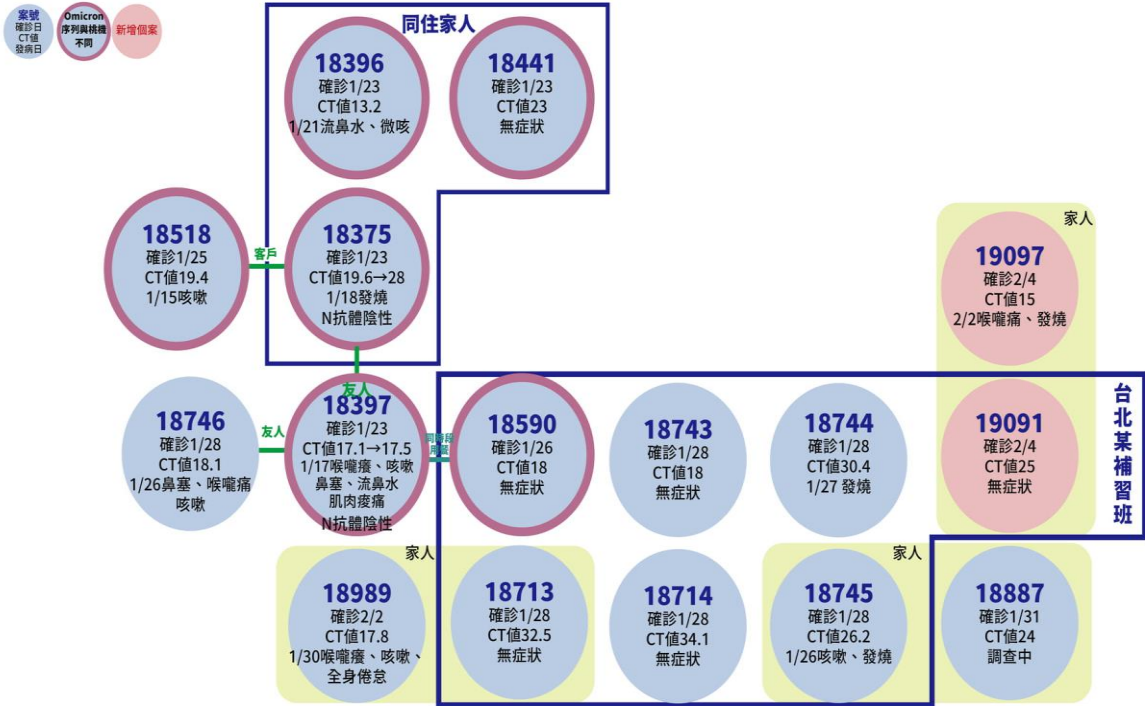 案號
確診日
CT值
發病日
Omicron
序列與桃機
不同
新增個案
同住家人
18396
確診1/23
CT值13.2
1/21流鼻水、微咳
18441
確診1/23
CT值23
無症狀
18518
確診1/25
CT值19.4
1/15咳嗽
客戶
18375
確診1/23
CT值19.6→28
1/18發燒
N抗體陰性
家人
19097
確診2/4
CT值15
2/2喉嚨痛、發燒
友人
18746
確診1/28
CT值18.1
1/26鼻塞、喉嚨痛
咳嗽
友人
18397
確診1/23
CT值17.1→17.5
1/17喉嚨癢、咳嗽
鼻塞、流鼻水
肌肉痠痛
N抗體陰性
同時段
用餐
18590
確診1/26
CT值18
無症狀
18743
確診1/28
CT值18
無症狀
18744
確診1/28
CT值30.4
1/27 發燒
19091
確診2/4
CT值25
無症狀
台北某補習班
家人
18989
確診2/2
CT值17.8
1/30喉嚨癢、咳嗽、
全身倦怠
18713
確診1/28
CT值32.5
無症狀
18714
確診1/28
CT值34.1
無症狀
家人
18745
確診1/28
CT值26.2
1/26咳嗽、發燒
18887
確診1/31
CT值24
調查中